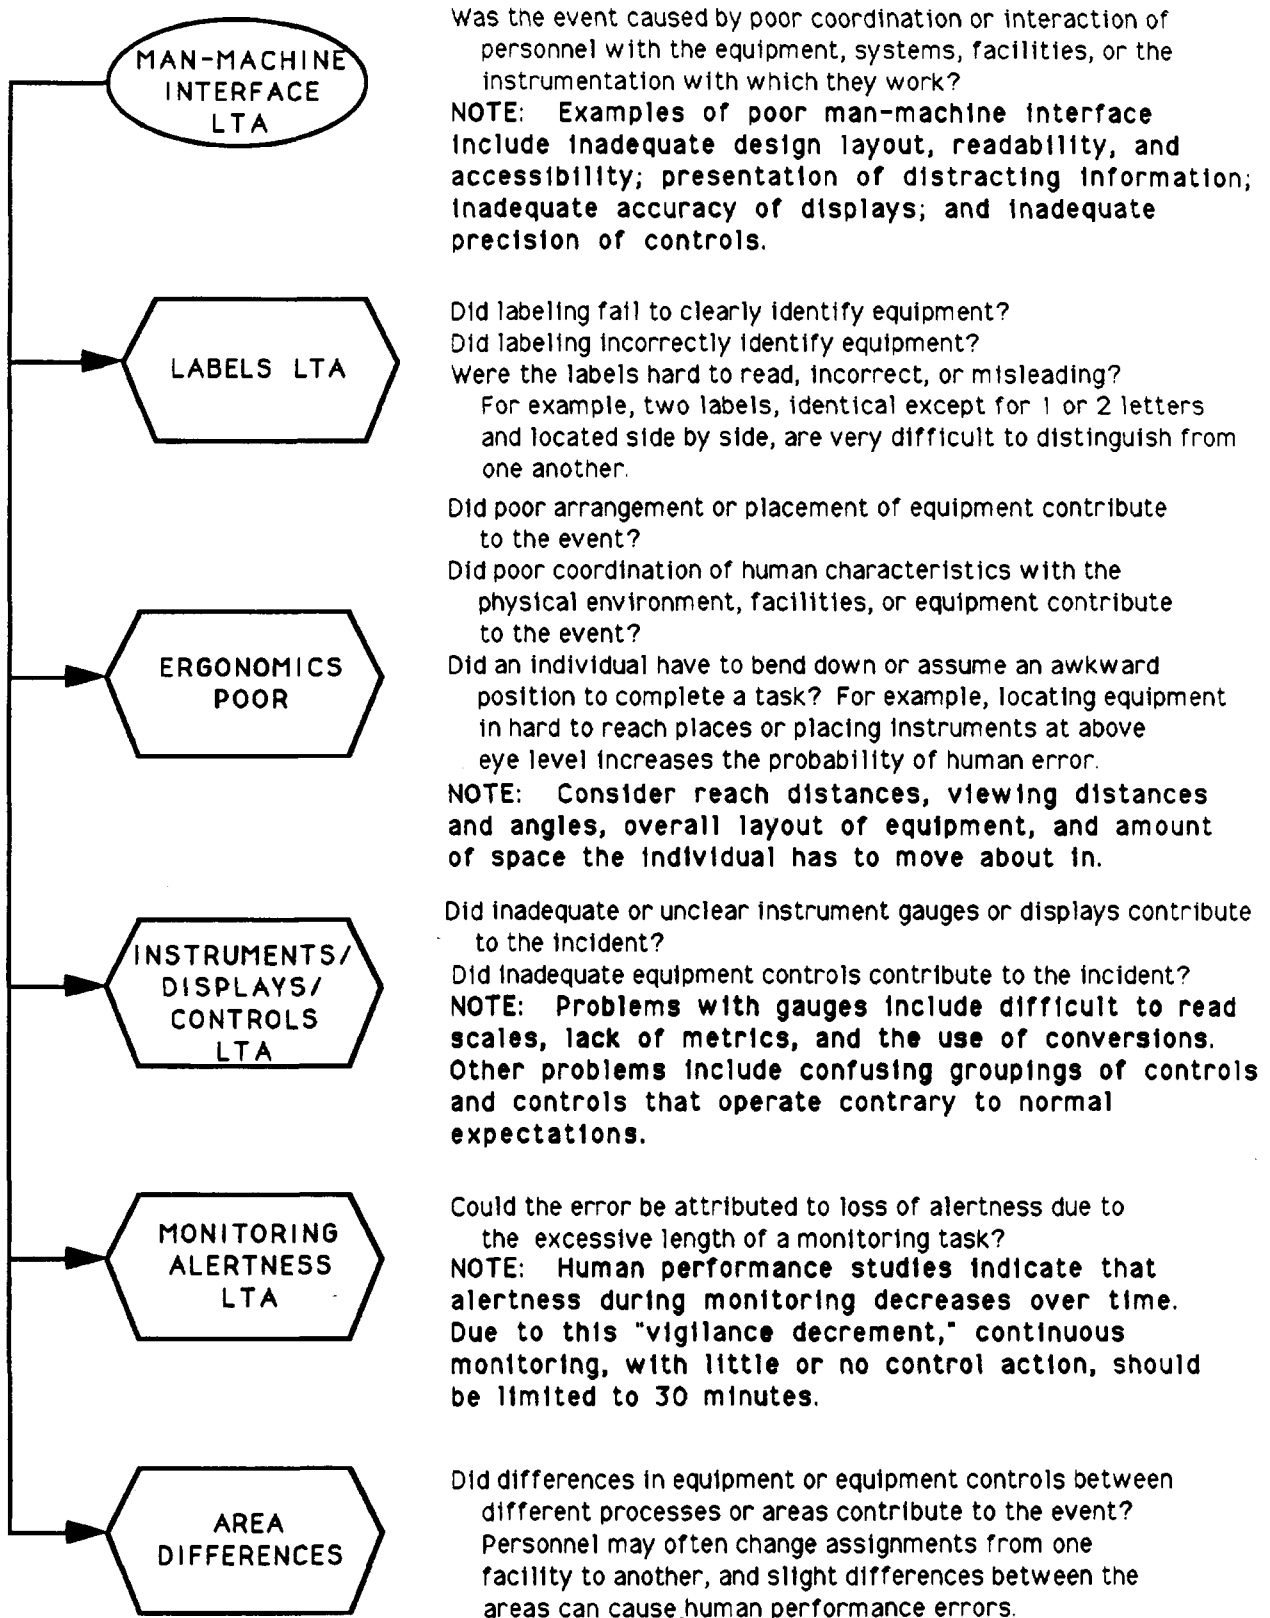 MAN-MACHINE
INTERFACE
LTA
Was the event caused by poor coordination or interaction of
personnel with the equipment, systems, facilities, or the
instrumentation with which they work?
NOTE: Examples of poor man-machine interface
include inadequate design layout, readability, and
accessibility; presentation of distracting information;
inadequate accuracy of displays; and inadequate
precision of controls.
LABELS LTA
Did labeling fail to clearly identify equipment?
Did labeling incorrectly identify equipment?
Were the labels hard to read, incorrect, or misleading?
For example, two labels, identical except for 1 or 2 letters
and located side by side, are very difficult to distinguish from
one another.
ERGONOMICS
POOR
Did poor arrangement or placement of equipment contribute
to the event?
Did poor coordination of human characteristics with the
physical environment, facilities, or equipment contribute
to the event?
Did an individual have to bend down or assume an awkward
position to complete a task? For example, locating equipment
in hard to reach places or placing instruments at above
eye level increases the probability of human error.
NOTE: Consider reach distances, viewing distances
and angles, overall layout of equipment, and amount
of space the individual has to move about in.
INSTRUMENTS/
DISPLAYS/
CONTROLS
LTA
Did inadequate or unclear instrument gauges or displays contribute
to the incident?
Did inadequate equipment controls contribute to the incident?
NOTE: Problems with gauges include difficult to read
scales, lack of metrics, and the use of conversions.
Other problems include confusing groupings of controls
and controls that operate contrary to normal
expectations.
MONITORING
ALERTNESS
LTA
Could the error be attributed to loss of alertness due to
the excessive length of a monitoring task?
NOTE: Human performance studies indicate that
alertness during monitoring decreases over time.
Due to this "vigilance decrement," continuous
monitoring, with little or no control action, should
be limited to 30 minutes.
AREA
DIFFERENCES
Did differences in equipment or equipment controls between
different processes or areas contribute to the event?
Personnel may often change assignments from one
facility to another, and slight differences between the
areas can cause human performance errors.